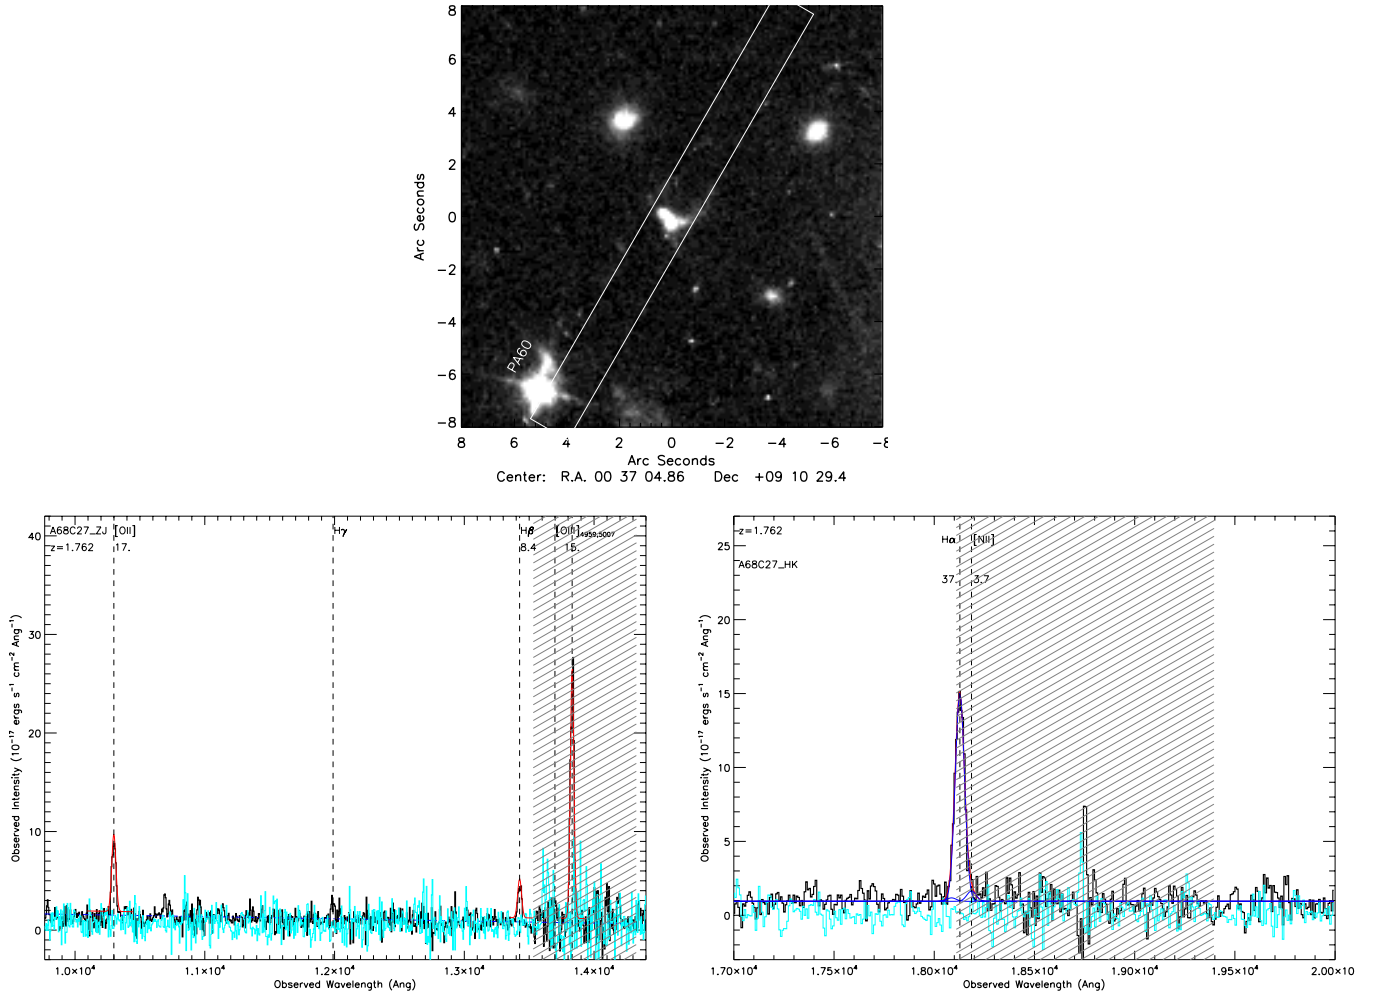 8
6
4
2
0
−2
−4
−6
−8
Arc Seconds
PA60
8 6 4 2 0 −2 −4 −6 −8
Arc Seconds
Center: R.A. 00 37 04.86 Dec +09 10 29.4
A68C27_ZJ [OII] Hγ Hβ [OIII]4959,5007
z=1.762 17. 8.4 15.
40
30
20
10
0
Observed Intensity (10⁻¹⁷ ergs s⁻¹ cm⁻² Ang⁻¹)
1.0×10⁴ 1.1×10⁴ 1.2×10⁴ 1.3×10⁴ 1.4×10⁴
Observed Wavelength (Ang)
z=1.762
Hα [NII]
A68C27_HK
37. 3.7
25
20
15
10
5
0
Observed Intensity (10⁻¹⁷ ergs s⁻¹ cm⁻² Ang⁻¹)
1.70×10⁴ 1.75×10⁴ 1.80×10⁴ 1.85×10⁴ 1.90×10⁴ 1.95×10⁴ 2.00×10
Observed Wavelength (Ang)